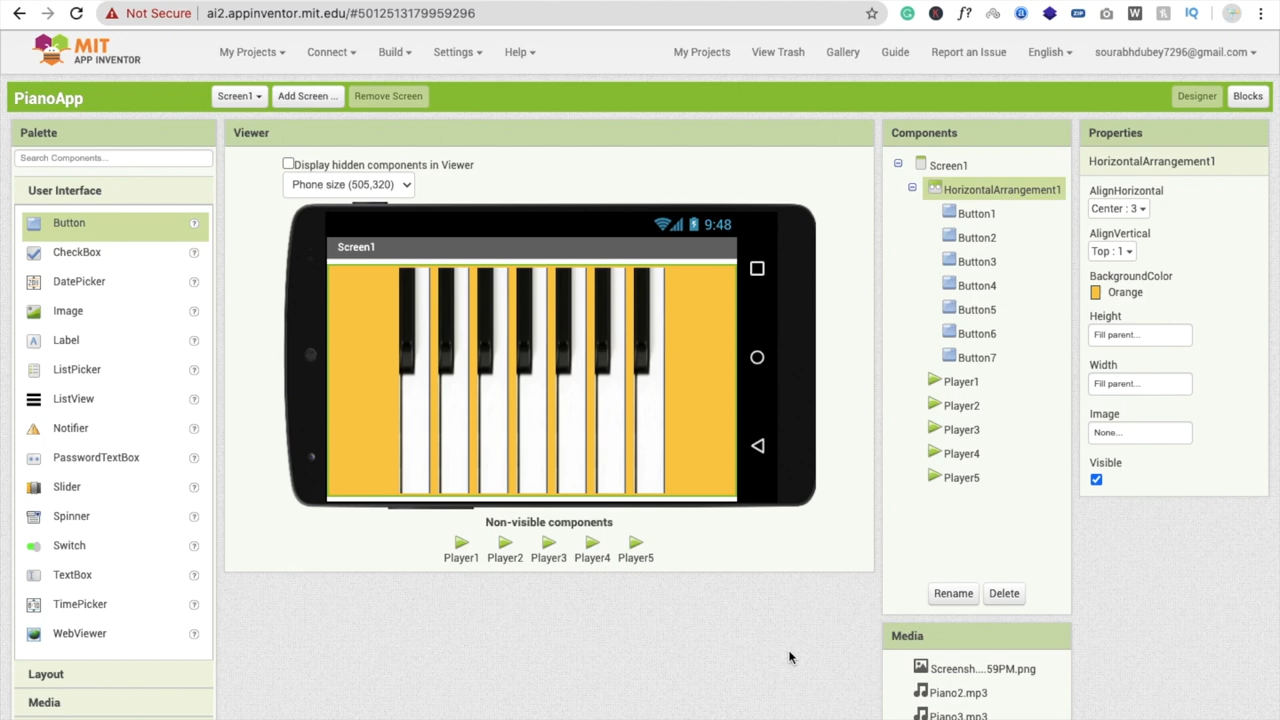 Not Secure | ai2.appinventor.mit.edu/#5012513179959296
MIT
APP INVENTOR
My Projects Connect Build Settings Help My Projects View Trash Gallery Guide Report an Issue English sourabhdubey7296@gmail.com
PianoApp Screen1 Add Screen ... Remove Screen Designer Blocks
Palette
Search Components...
User Interface
Button
CheckBox
DatePicker
Image
Label
ListPicker
ListView
Notifier
PasswordTextBox
Slider
Spinner
Switch
TextBox
TimePicker
WebViewer
Layout
Media
Viewer
Display hidden components in Viewer
Phone size (505,320)
9:48
Screen1
Non-visible components
Player1 Player2 Player3 Player4 Player5
Components
Screen1
HorizontalArrangement1
Button1
Button2
Button3
Button4
Button5
Button6
Button7
Player1
Player2
Player3
Player4
Player5
Rename Delete
Media
Screensh....59PM.png
Piano2.mp3
Piano3.mp3
Properties
HorizontalArrangement1
AlignHorizontal
Center : 3
AlignVertical
Top : 1
BackgroundColor
Orange
Height
Fill parent...
Width
Fill parent...
Image
None...
Visible